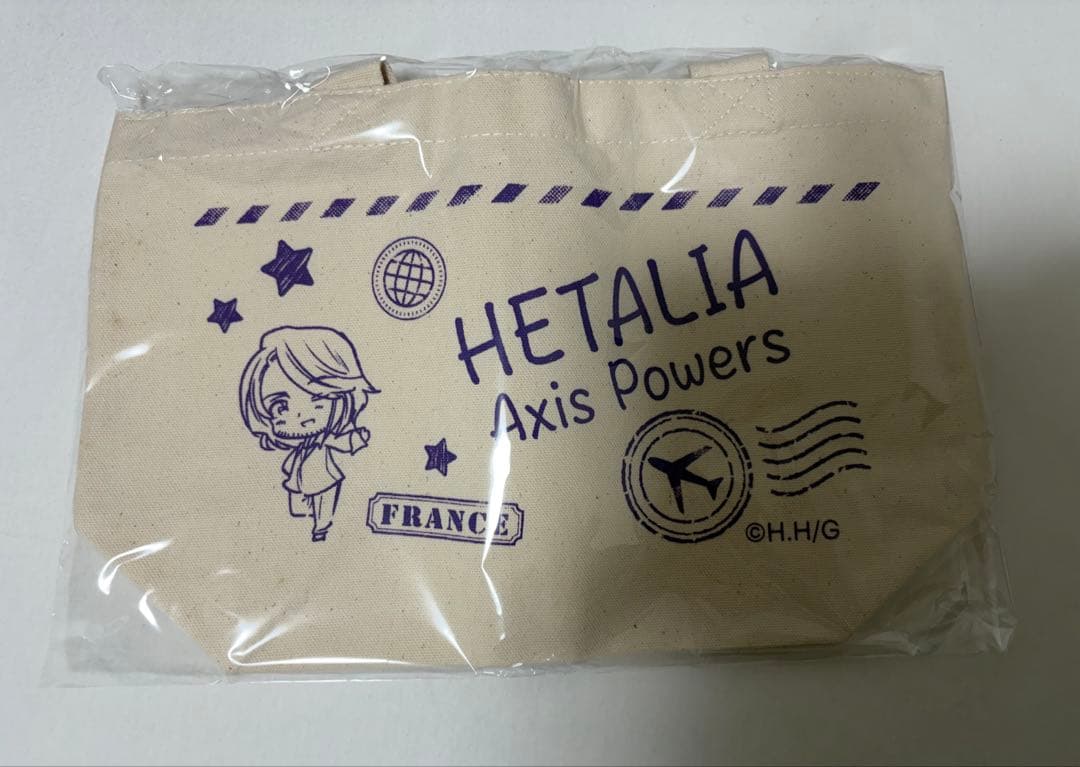 HETALIA
Axis Powers
FRANCE
©H.H/G